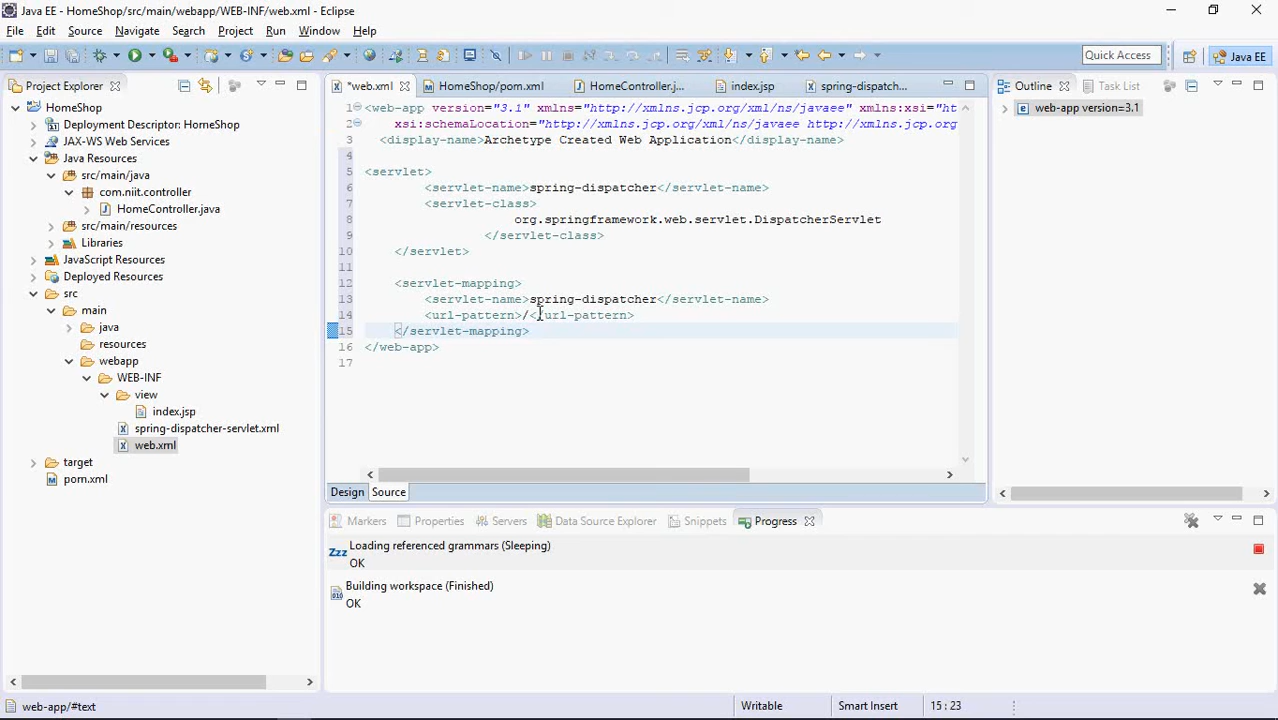 Java EE - HomeShop/src/main/webapp/WEB-INF/web.xml - Eclipse
File Edit Source Navigate Search Project Run Window Help
Quick Access
Java EE
Project Explorer
HomeShop
Deployment Descriptor: HomeShop
JAX-WS Web Services
Java Resources
src/main/java
com.niit.controller
HomeController.java
src/main/resources
Libraries
JavaScript Resources
Deployed Resources
src
main
java
resources
webapp
WEB-INF
view
index.jsp
spring-dispatcher-servlet.xml
web.xml
target
pom.xml
*web.xml HomeShop/pom.xml HomeController.j... index.jsp spring-dispatch...
1 <web-app version="3.1" xmlns="http://xmlns.jcp.org/xml/ns/javaee" xmlns:xsi="ht
2 xsi:schemaLocation="http://xmlns.jcp.org/xml/ns/javaee http://xmlns.jcp.org
3 <display-name>Archetype Created Web Application</display-name>
4
5 <servlet>
6 <servlet-name>spring-dispatcher</servlet-name>
7 <servlet-class>
8 org.springframework.web.servlet.DispatcherServlet
9 </servlet-class>
10 </servlet>
11
12 <servlet-mapping>
13 <servlet-name>spring-dispatcher</servlet-name>
14 <url-pattern>/</url-pattern>
15 </servlet-mapping>
16 </web-app>
17
Design Source
Outline Task List
web-app version=3.1
Markers Properties Servers Data Source Explorer Snippets Progress
Zzz Loading referenced grammars (Sleeping)
OK
Building workspace (Finished)
OK
web-app/#text
Writable
Smart Insert
15 : 23